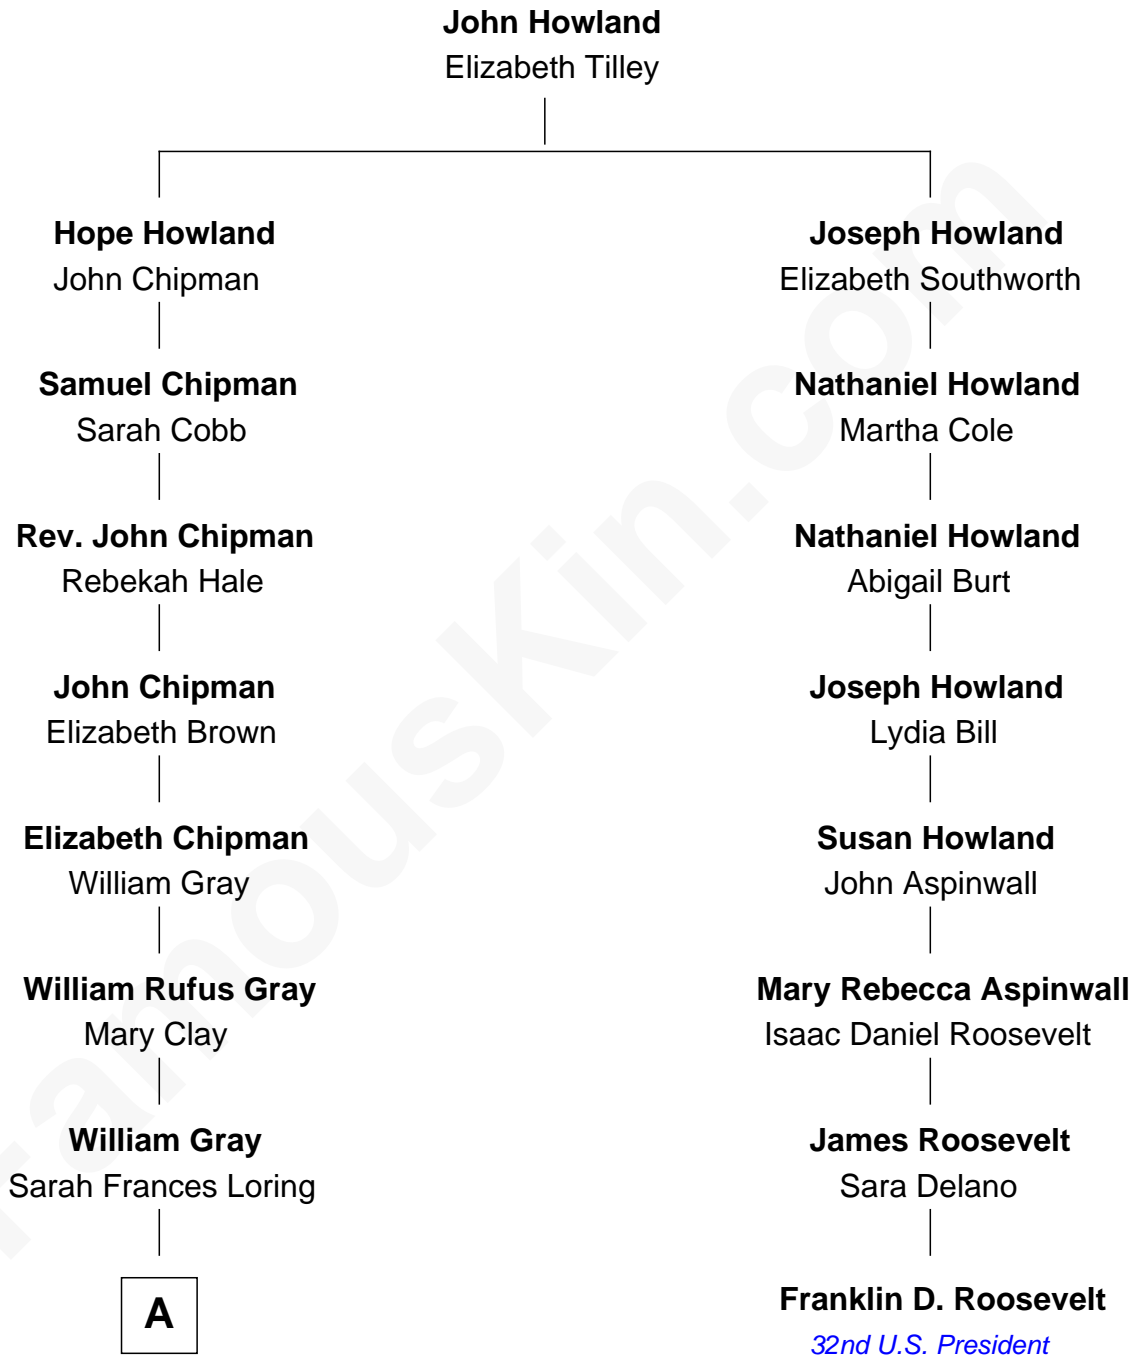 John Howland
Elizabeth Tilley
Hope Howland
John Chipman
Samuel Chipman
Sarah Cobb
Rev. John Chipman
Rebekah Hale
John Chipman
Elizabeth Brown
Elizabeth Chipman
William Gray
William Rufus Gray
Mary Clay
William Gray
Sarah Frances Loring
A
Joseph Howland
Elizabeth Southworth
Nathaniel Howland
Martha Cole
Nathaniel Howland
Abigail Burt
Joseph Howland
Lydia Bill
Susan Howland
John Aspinwall
Mary Rebecca Aspinwall
Isaac Daniel Roosevelt
James Roosevelt
Sara Delano
Franklin D. Roosevelt
32nd U.S. President
FamousKin.com